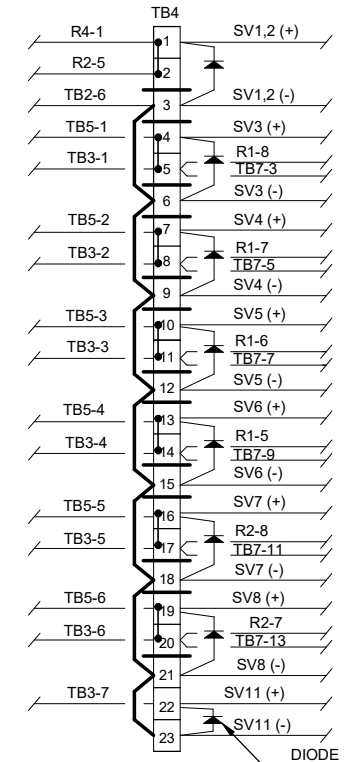 TB4
R4-1 1 SV1,2 (+)
R2-5 2
TB2-6 3 SV1,2 (-)
TB5-1 4 SV3 (+)
R1-8
TB3-1 5 TB7-3
6 SV3 (-)
TB5-2 7 SV4 (+)
R1-7
TB3-2 8 TB7-5
9 SV4 (-)
TB5-3 10 SV5 (+)
R1-6
TB3-3 11 TB7-7
12 SV5 (-)
TB5-4 13 SV6 (+)
R1-5
TB3-4 14 TB7-9
15 SV6 (-)
TB5-5 16 SV7 (+)
R2-8
TB3-5 17 TB7-11
18 SV7 (-)
TB5-6 19 SV8 (+)
R2-7
TB3-6 20 TB7-13
21 SV8 (-)
TB3-7 22 SV11 (+)
23 SV11 (-)
DIODE